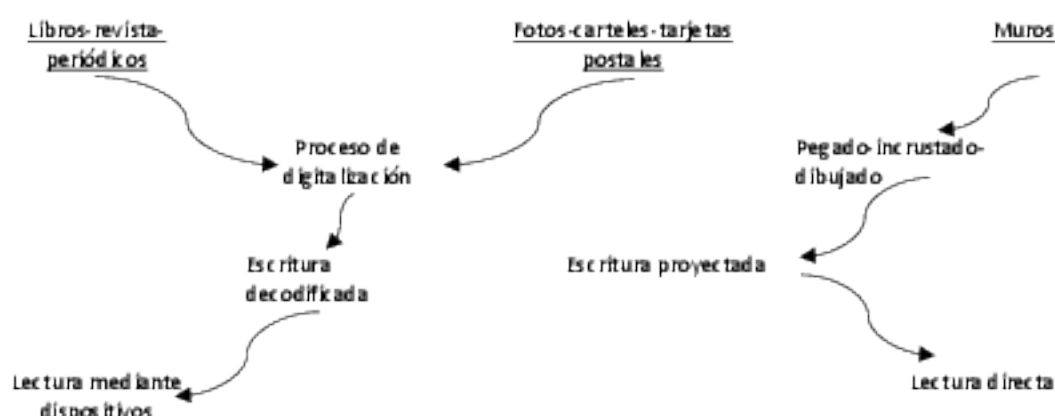 Libros-revista-
periódicos
Fotos-carteles-tarjetas
postales
Muros
Proceso de
digitalización
Pegado-incrustado-
dibujado
Escritura
decodificada
Escritura proyectada
Lectura mediante
dispositivos
Lectura directa